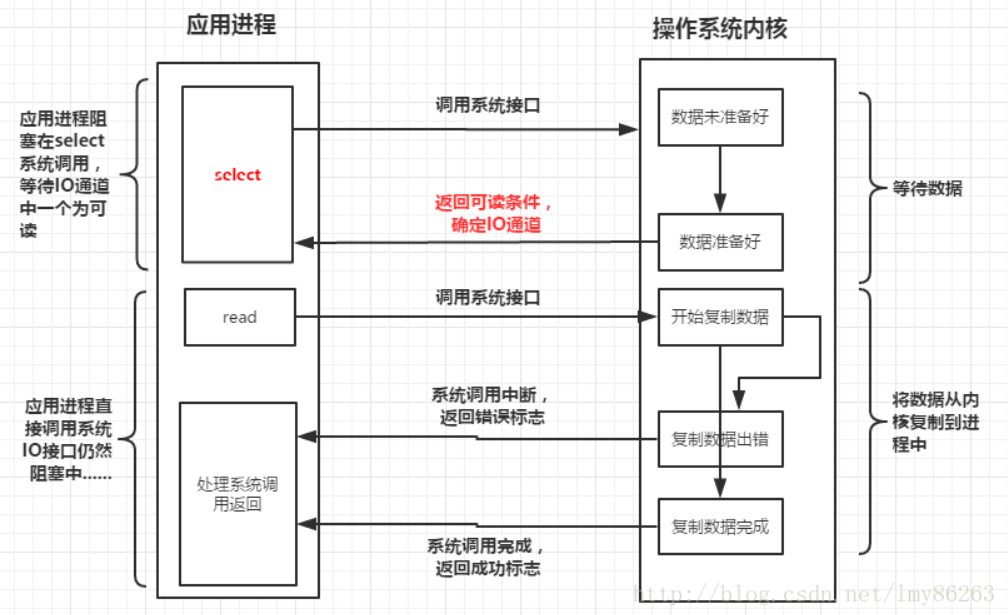 应用进程
操作系统内核
应用进程阻
塞在select
系统调用，
等待IO通道
中一个为可
读
select
调用系统接口
数据未准备好
返回可读条件，
确定IO通道
数据准备好
等待数据
read
调用系统接口
开始复制数据
应用进程直
接调用系统
IO接口仍然
阻塞中……
系统调用中断，
返回错误标志
复制数据出错
将数据从内
核复制到进
程中
处理系统调
用返回
复制数据完成
系统调用完成，
返回成功标志
http://blog.csdn.net/lmy86263